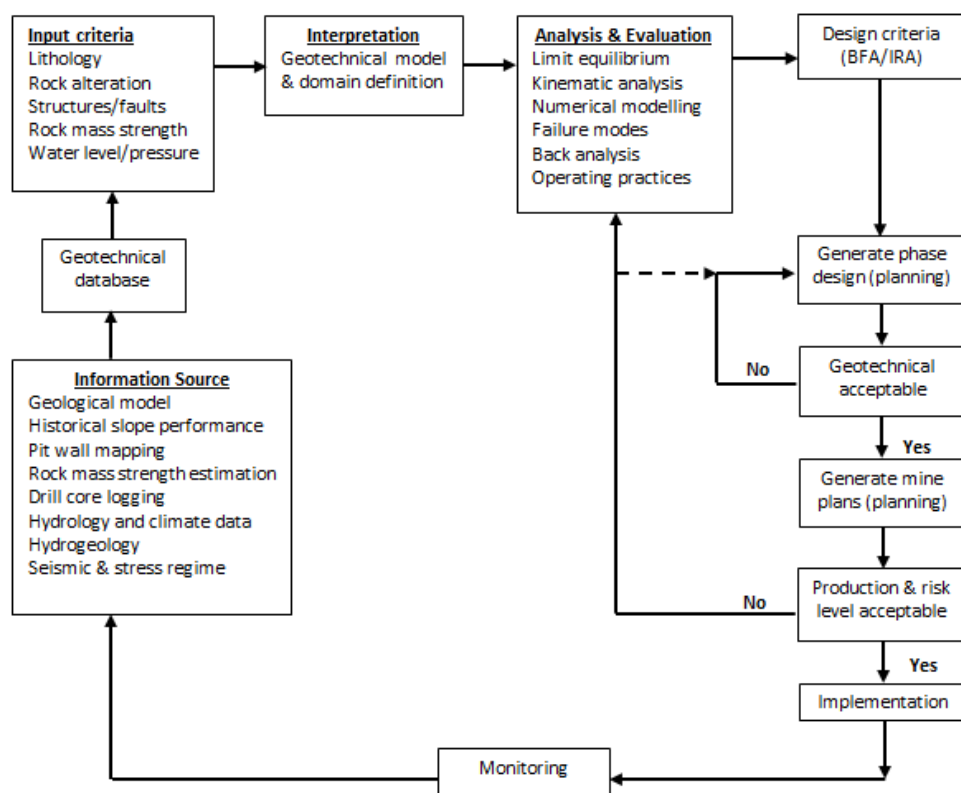 Input criteria
Lithology
Rock alteration
Structures/faults
Rock mass strength
Water level/pressure
Interpretation
Geotechnical model
& domain definition
Analysis & Evaluation
Limit equilibrium
Kinematic analysis
Numerical modelling
Failure modes
Back analysis
Operating practices
Design criteria
(BFA/IRA)
Geotechnical
database
Generate phase
design (planning)
Information Source
Geological model
Historical slope performance
Pit wall mapping
Rock mass strength estimation
Drill core logging
Hydrology and climate data
Hydrogeology
Seismic & stress regime
No
Geotechnical
acceptable
Yes
Generate mine
plans (planning)
No
Production & risk
level acceptable
Yes
Implementation
Monitoring